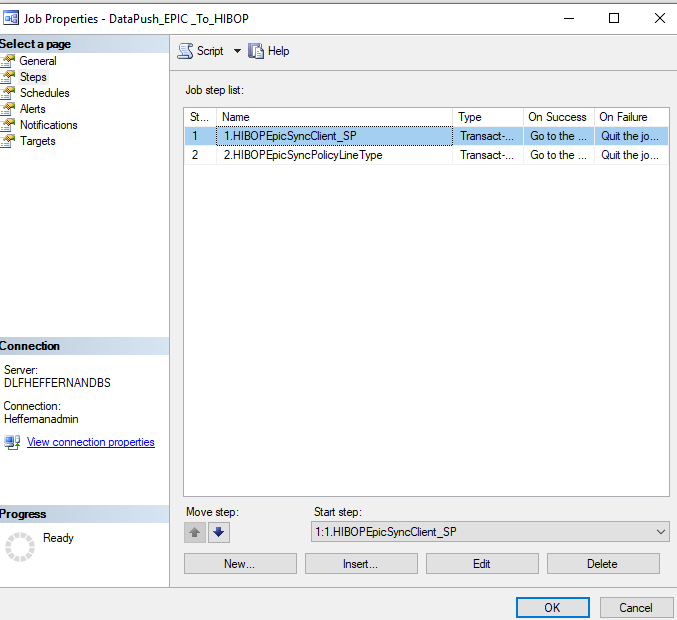 Job Properties - DataPush_EPIC _To_HIBOP
Select a page
General
Steps
Schedules
Alerts
Notifications
Targets
Script
Help
Job step list:
St... Name Type On Success On Failure
1 1.HIBOPEpicSyncClient_SP Transact-... Go to the ... Quit the jo...
2 2.HIBOPEpicSyncPolicyLineType Transact-... Go to the ... Quit the jo...
Connection
Server:
DLFHEFFERNANDBS
Connection:
Heffernanadmin
View connection properties
Progress
Ready
Move step:
Start step:
1:1.HIBOPEpicSyncClient_SP
New... Insert... Edit Delete
OK Cancel